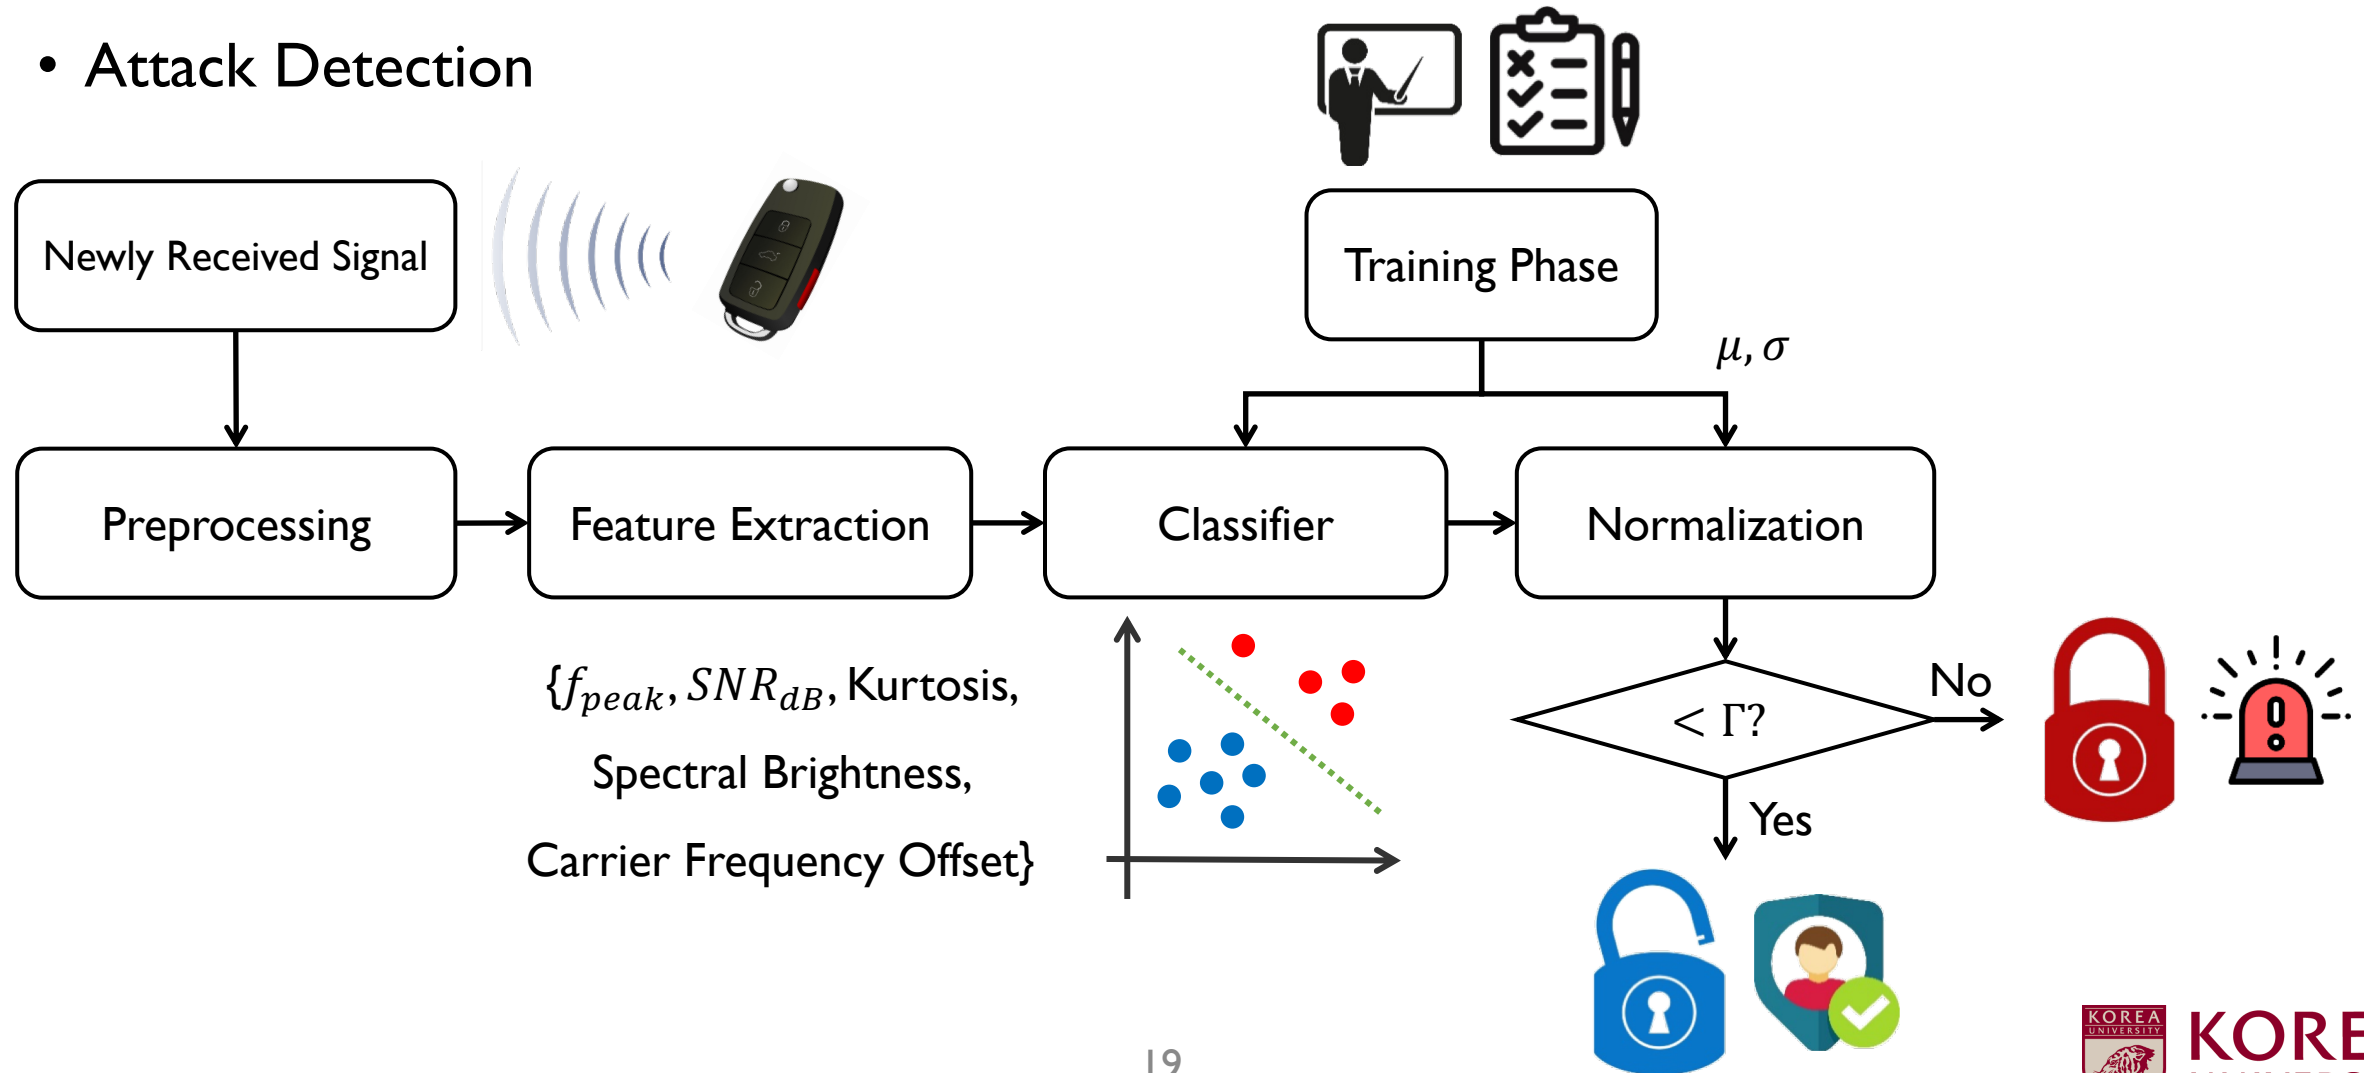 • Attack Detection
Newly Received Signal
Training Phase
μ, σ
Preprocessing
Feature Extraction
Classifier
Normalization
{f_peak, SNR_dB, Kurtosis,
Spectral Brightness,
Carrier Frequency Offset}
< Γ?
No
Yes
19
KOREA
UNIVERSITY